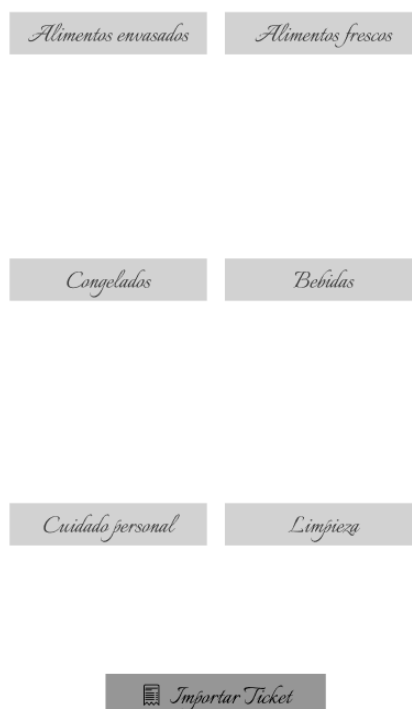 Alimentos envasados
Alimentos frescos
Congelados
Bebidas
Cuidado personal
Limpieza
Importar Ticket